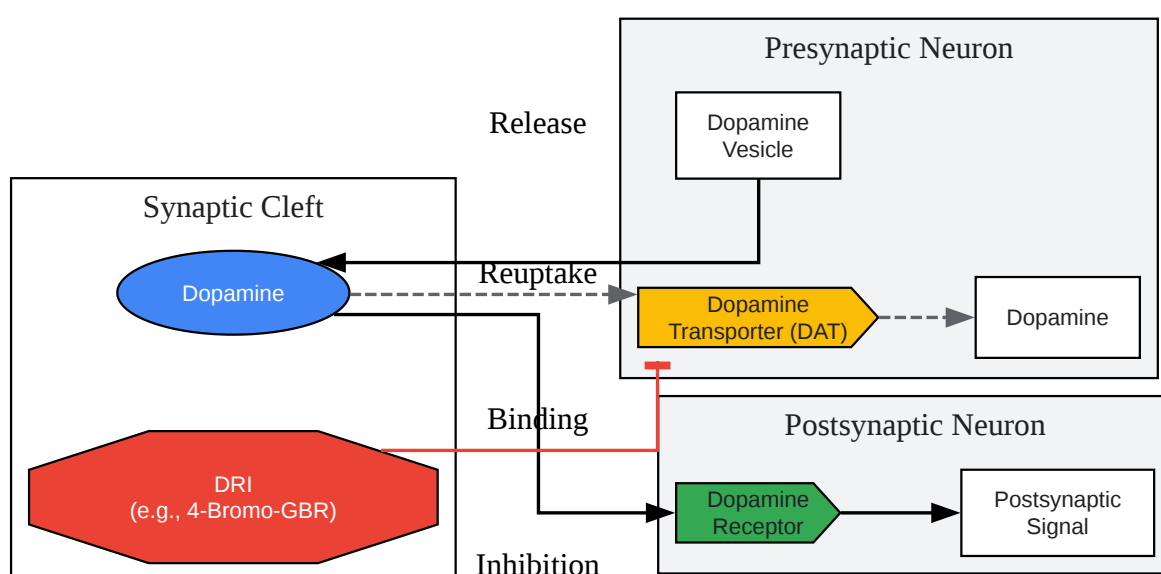 Presynaptic Neuron
Release
Dopamine
Vesicle
Synaptic Cleft
Reuptake
Dopamine
Dopamine
Transporter (DAT)
Dopamine
Binding
Postsynaptic Neuron
DRI
(e.g., 4-Bromo-GBR)
Dopamine
Receptor
Postsynaptic
Signal
Inhibition